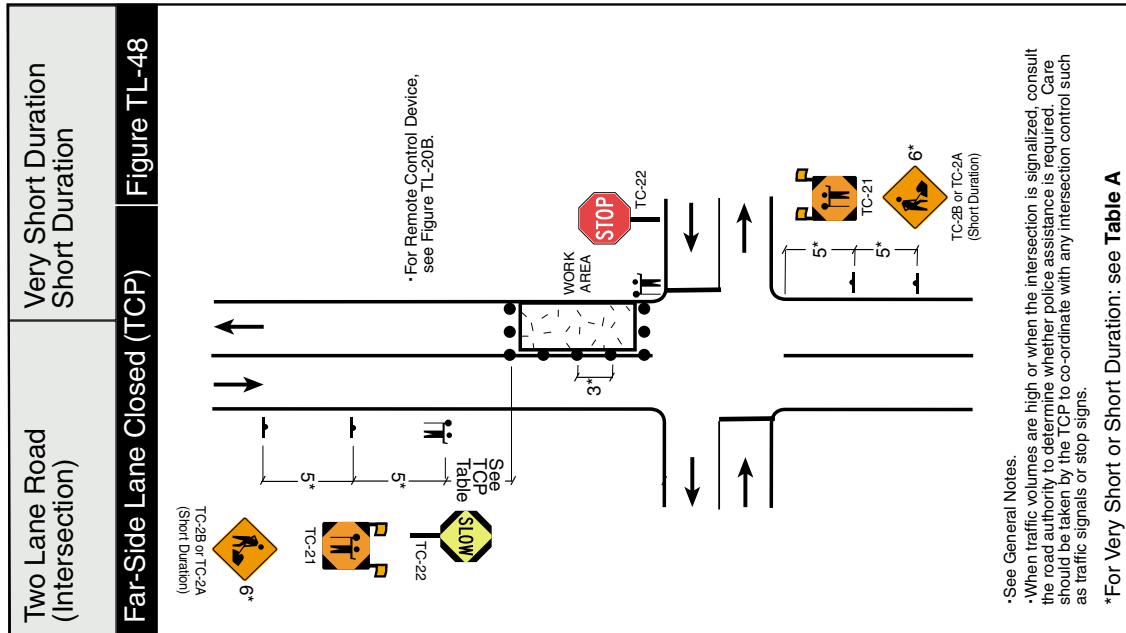 Two Lane Road
(Intersection)
Very Short Duration
Short Duration
Far-Side Lane Closed (TCP)
Figure TL-48
TC-2B or TC-2A
(Short Duration)
6*
TC-21
TC-22
SLOW
5*
5*
See
TCP
Table
3*
WORK
AREA
·For Remote Control Device,
see Figure TL-20B.
STOP
TC-22
5*
5*
TC-21
6*
TC-2B or TC-2A
(Short Duration)
·See General Notes.
·When traffic volumes are high or when the intersection is signalized, consult
the road authority to determine whether police assistance is required. Care
should be taken by the TCP to co-ordinate with any intersection control such
as traffic signals or stop signs.
*For Very Short or Short Duration: see Table A